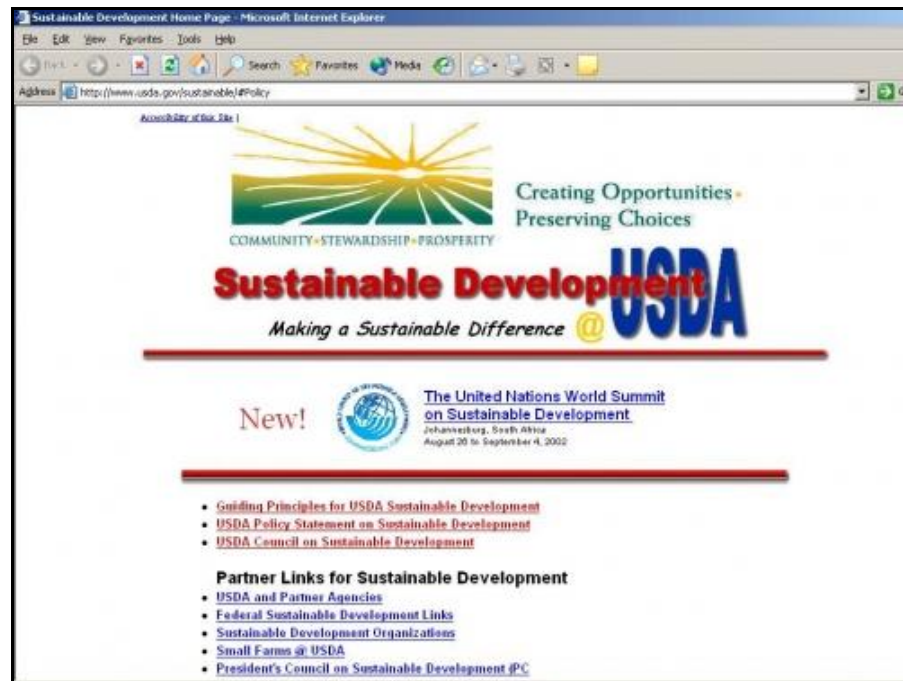 Sustainable Development Home Page - Microsoft Internet Explorer
File Edit View Favorites Tools Help
Search Favorites Media
Address http://www.usda.gov/sustainable/#Policy
Accessibility of this Site |
Creating Opportunities
Preserving Choices
COMMUNITY STEWARDSHIP PROSPERITY
Sustainable Development
USDA
Making a Sustainable Difference @
New!
The United Nations World Summit
on Sustainable Development
Johannesburg, South Africa
August 26 to September 4, 2002
Guiding Principles for USDA Sustainable Development
USDA Policy Statement on Sustainable Development
USDA Council on Sustainable Development
Partner Links for Sustainable Development
USDA and Partner Agencies
Federal Sustainable Development Links
Sustainable Development Organizations
Small Farms @ USDA
President's Council on Sustainable Development (PC